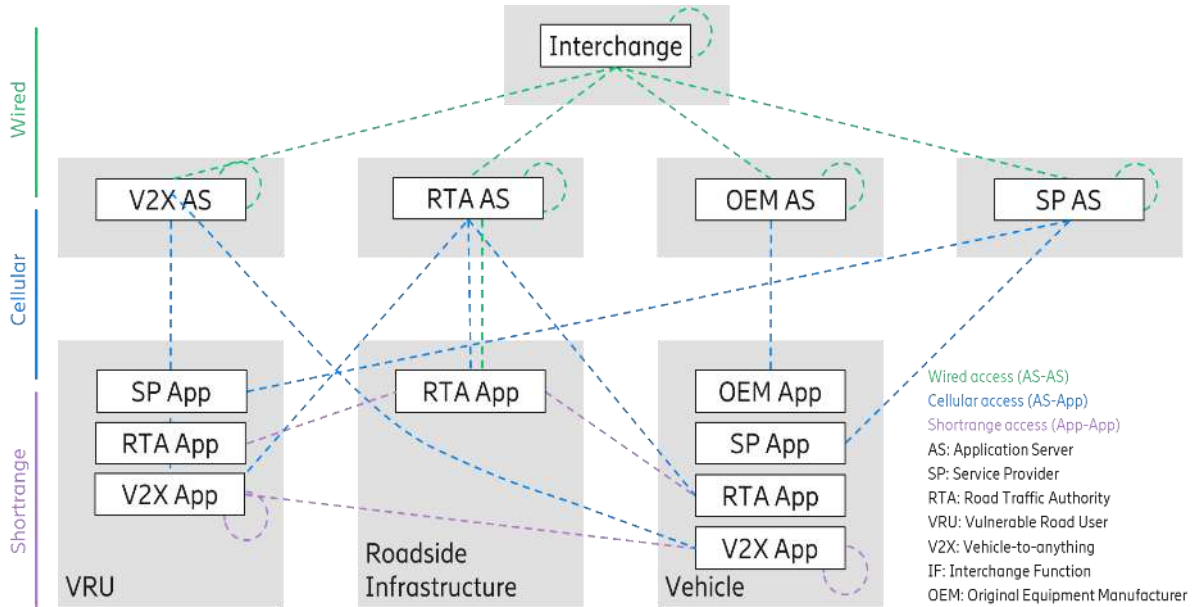 Interchange
Wired
V2X AS
RTA AS
OEM AS
SP AS
Cellular
SP App
RTA App
V2X App
VRU
RTA App
Roadside
Infrastructure
OEM App
SP App
RTA App
V2X App
Vehicle
Shortrange
Wired access (AS-AS)
Cellular access (AS-App)
Shortrange access (App-App)
AS: Application Server
SP: Service Provider
RTA: Road Traffic Authority
VRU: Vulnerable Road User
V2X: Vehicle-to-anything
IF: Interchange Function
OEM: Original Equipment Manufacturer